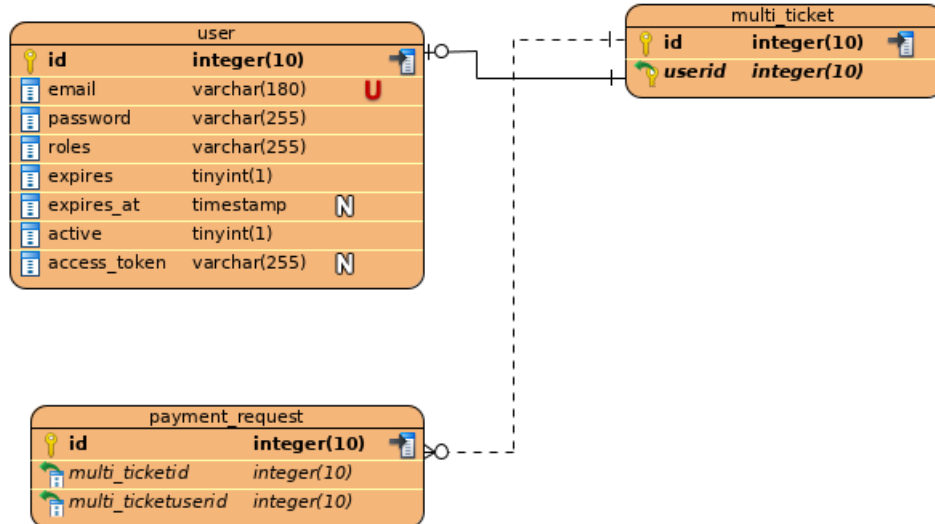 user
id integer(10)
email varchar(180) U
password varchar(255)
roles varchar(255)
expires tinyint(1)
expires_at timestamp N
active tinyint(1)
access_token varchar(255) N
multi_ticket
id integer(10)
userid integer(10)
payment_request
id integer(10)
multi_ticketid integer(10)
multi_ticketuserid integer(10)